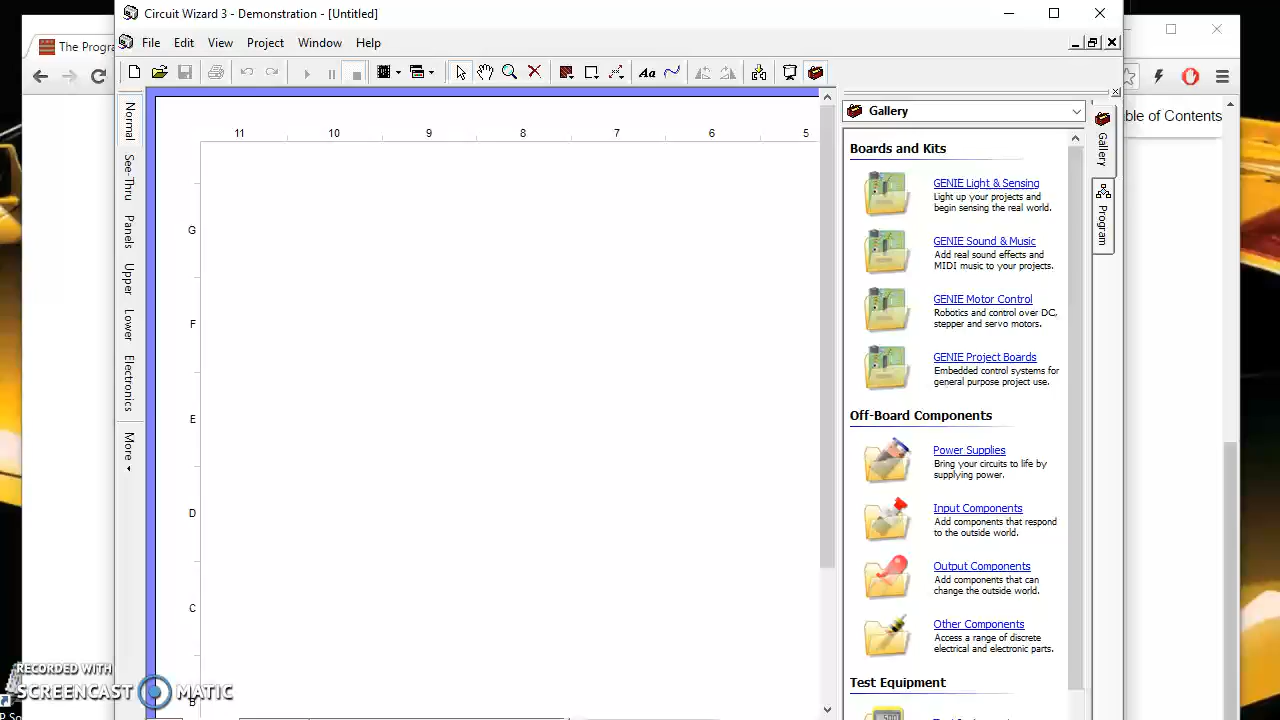 Circuit Wizard 3 - Demonstration - [Untitled]
The Progra
File Edit View Project Window Help
Aa
Gallery
ble of Contents
11 10 9 8 7 6 5
G
F
E
D
C
B
Normal
See-Thru
Panels
Upper
Lower
Electronics
More
Boards and Kits
GENIE Light & Sensing
Light up your projects and
begin sensing the real world.
GENIE Sound & Music
Add real sound effects and
MIDI music to your projects.
GENIE Motor Control
Robotics and control over DC,
stepper and servo motors.
GENIE Project Boards
Embedded control systems for
general purpose project use.
Off-Board Components
Power Supplies
Bring your circuits to life by
supplying power.
Input Components
Add components that respond
to the outside world.
Output Components
Add components that can
change the outside world.
Other Components
Access a range of discrete
electrical and electronic parts.
Test Equipment
Gallery
Program
RECORDED WITH
SCREENCAST MATIC